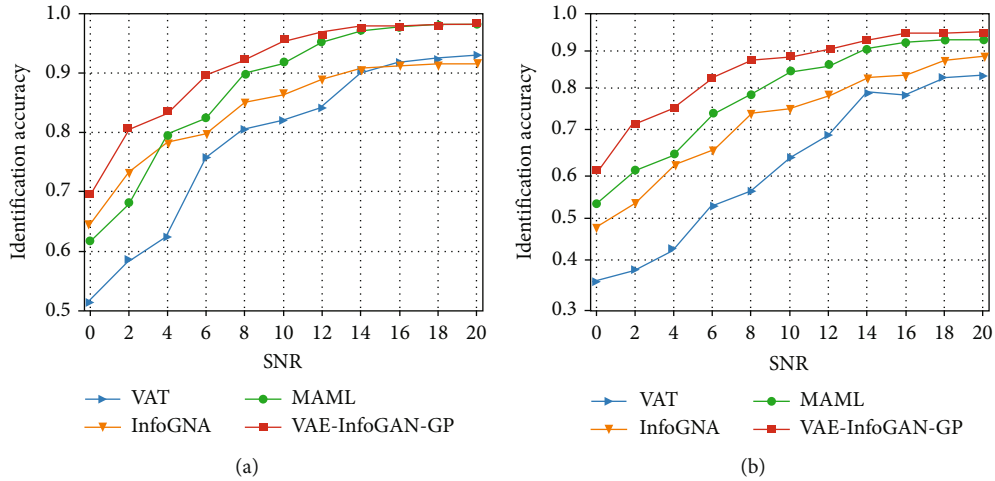 1.0
0.9
0.8
0.7
0.6
0.5
Identification accuracy
0 2 4 6 8 10 12 14 16 18 20
SNR
VAT
MAML
InfoGNA
VAE-InfoGAN-GP
(a)
1.0
0.9
0.8
0.7
0.6
0.5
0.4
0.3
Identification accuracy
0 2 4 6 8 10 12 14 16 18 20
SNR
VAT
MAML
InfoGNA
VAE-InfoGAN-GP
(b)